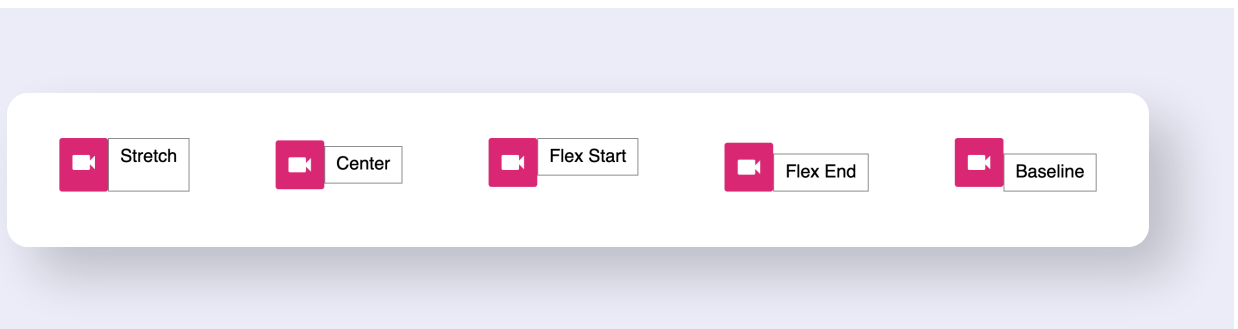 Stretch
Center
Flex Start
Flex End
Baseline